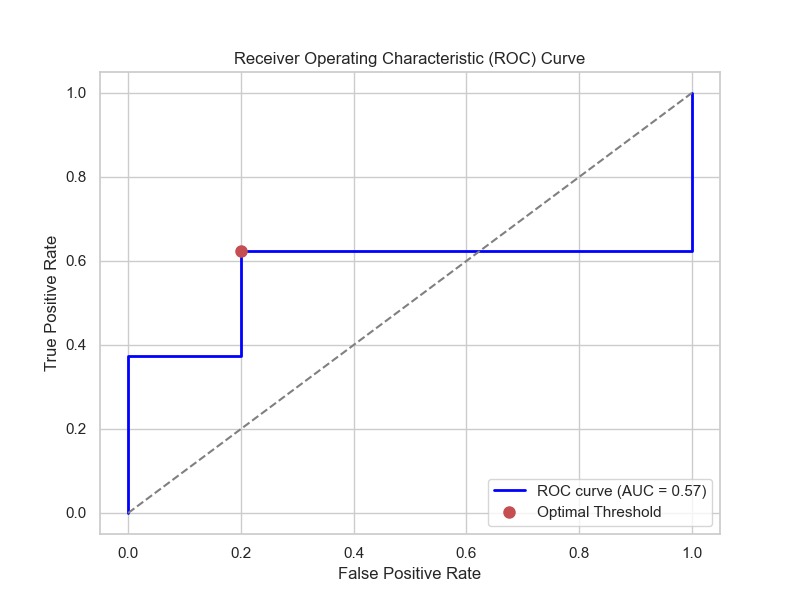 Receiver Operating Characteristic (ROC) Curve
True Positive Rate
1.0
0.8
0.6
0.4
0.2
0.0
ROC curve (AUC = 0.57)
Optimal Threshold
0.0 0.2 0.4 0.6 0.8 1.0
False Positive Rate